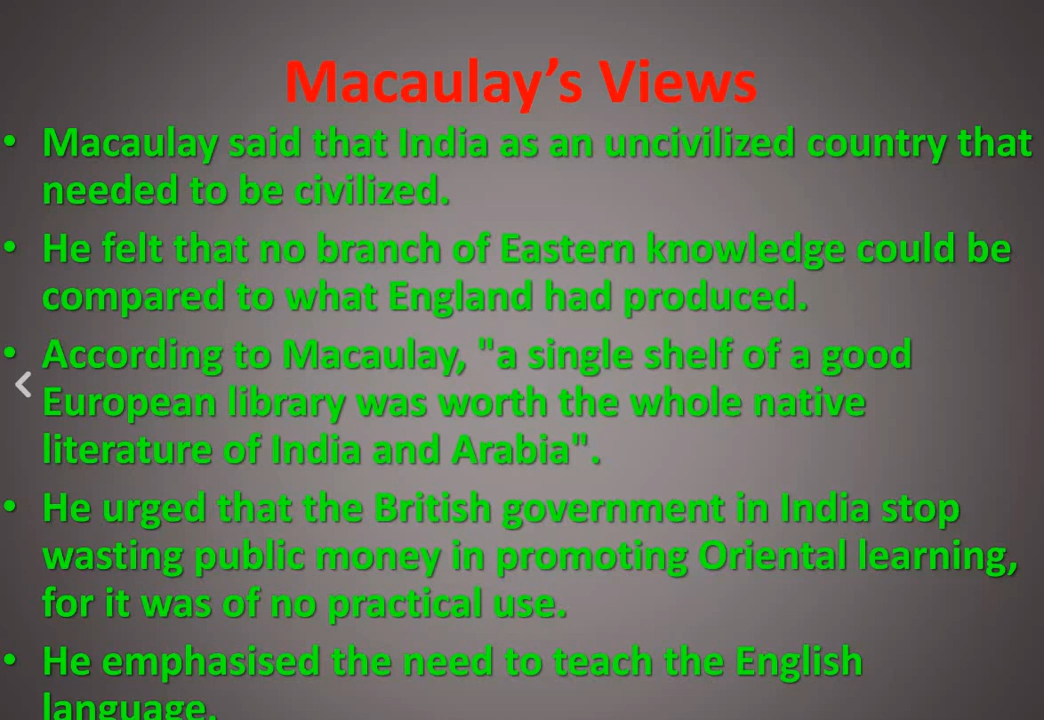 Macaulay’s Views
• Macaulay said that India as an uncivilized country that
needed to be civilized.
• He felt that no branch of Eastern knowledge could be
compared to what England had produced.
• According to Macaulay, "a single shelf of a good
European library was worth the whole native
literature of India and Arabia".
• He urged that the British government in India stop
wasting public money in promoting Oriental learning,
for it was of no practical use.
• He emphasised the need to teach the English
language.